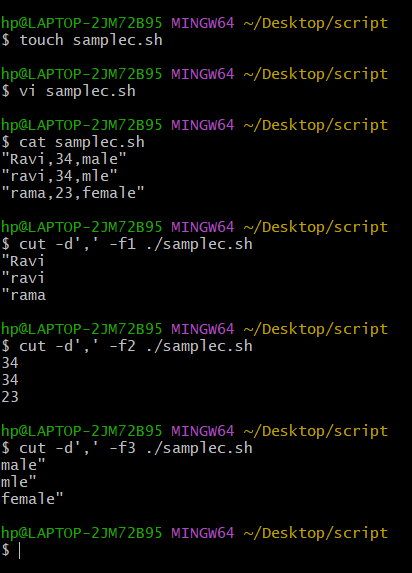 hp@LAPTOP-2JM72B95 MINGW64 ~/Desktop/script
$ touch samplec.sh
hp@LAPTOP-2JM72B95 MINGW64 ~/Desktop/script
$ vi samplec.sh
hp@LAPTOP-2JM72B95 MINGW64 ~/Desktop/script
$ cat samplec.sh
"Ravi,34,male"
"ravi,34,mle"
"rama,23,female"
hp@LAPTOP-2JM72B95 MINGW64 ~/Desktop/script
$ cut -d',' -f1 ./samplec.sh
"Ravi
"ravi
"rama
hp@LAPTOP-2JM72B95 MINGW64 ~/Desktop/script
$ cut -d',' -f2 ./samplec.sh
34
34
23
hp@LAPTOP-2JM72B95 MINGW64 ~/Desktop/script
$ cut -d',' -f3 ./samplec.sh
male"
mle"
female"
hp@LAPTOP-2JM72B95 MINGW64 ~/Desktop/script
$